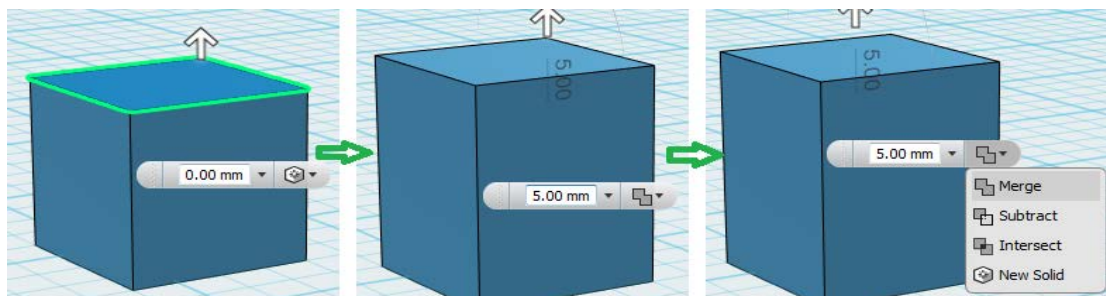 0.00 mm
5.00
5.00 mm
5.00
5.00 mm
Merge
Subtract
Intersect
New Solid